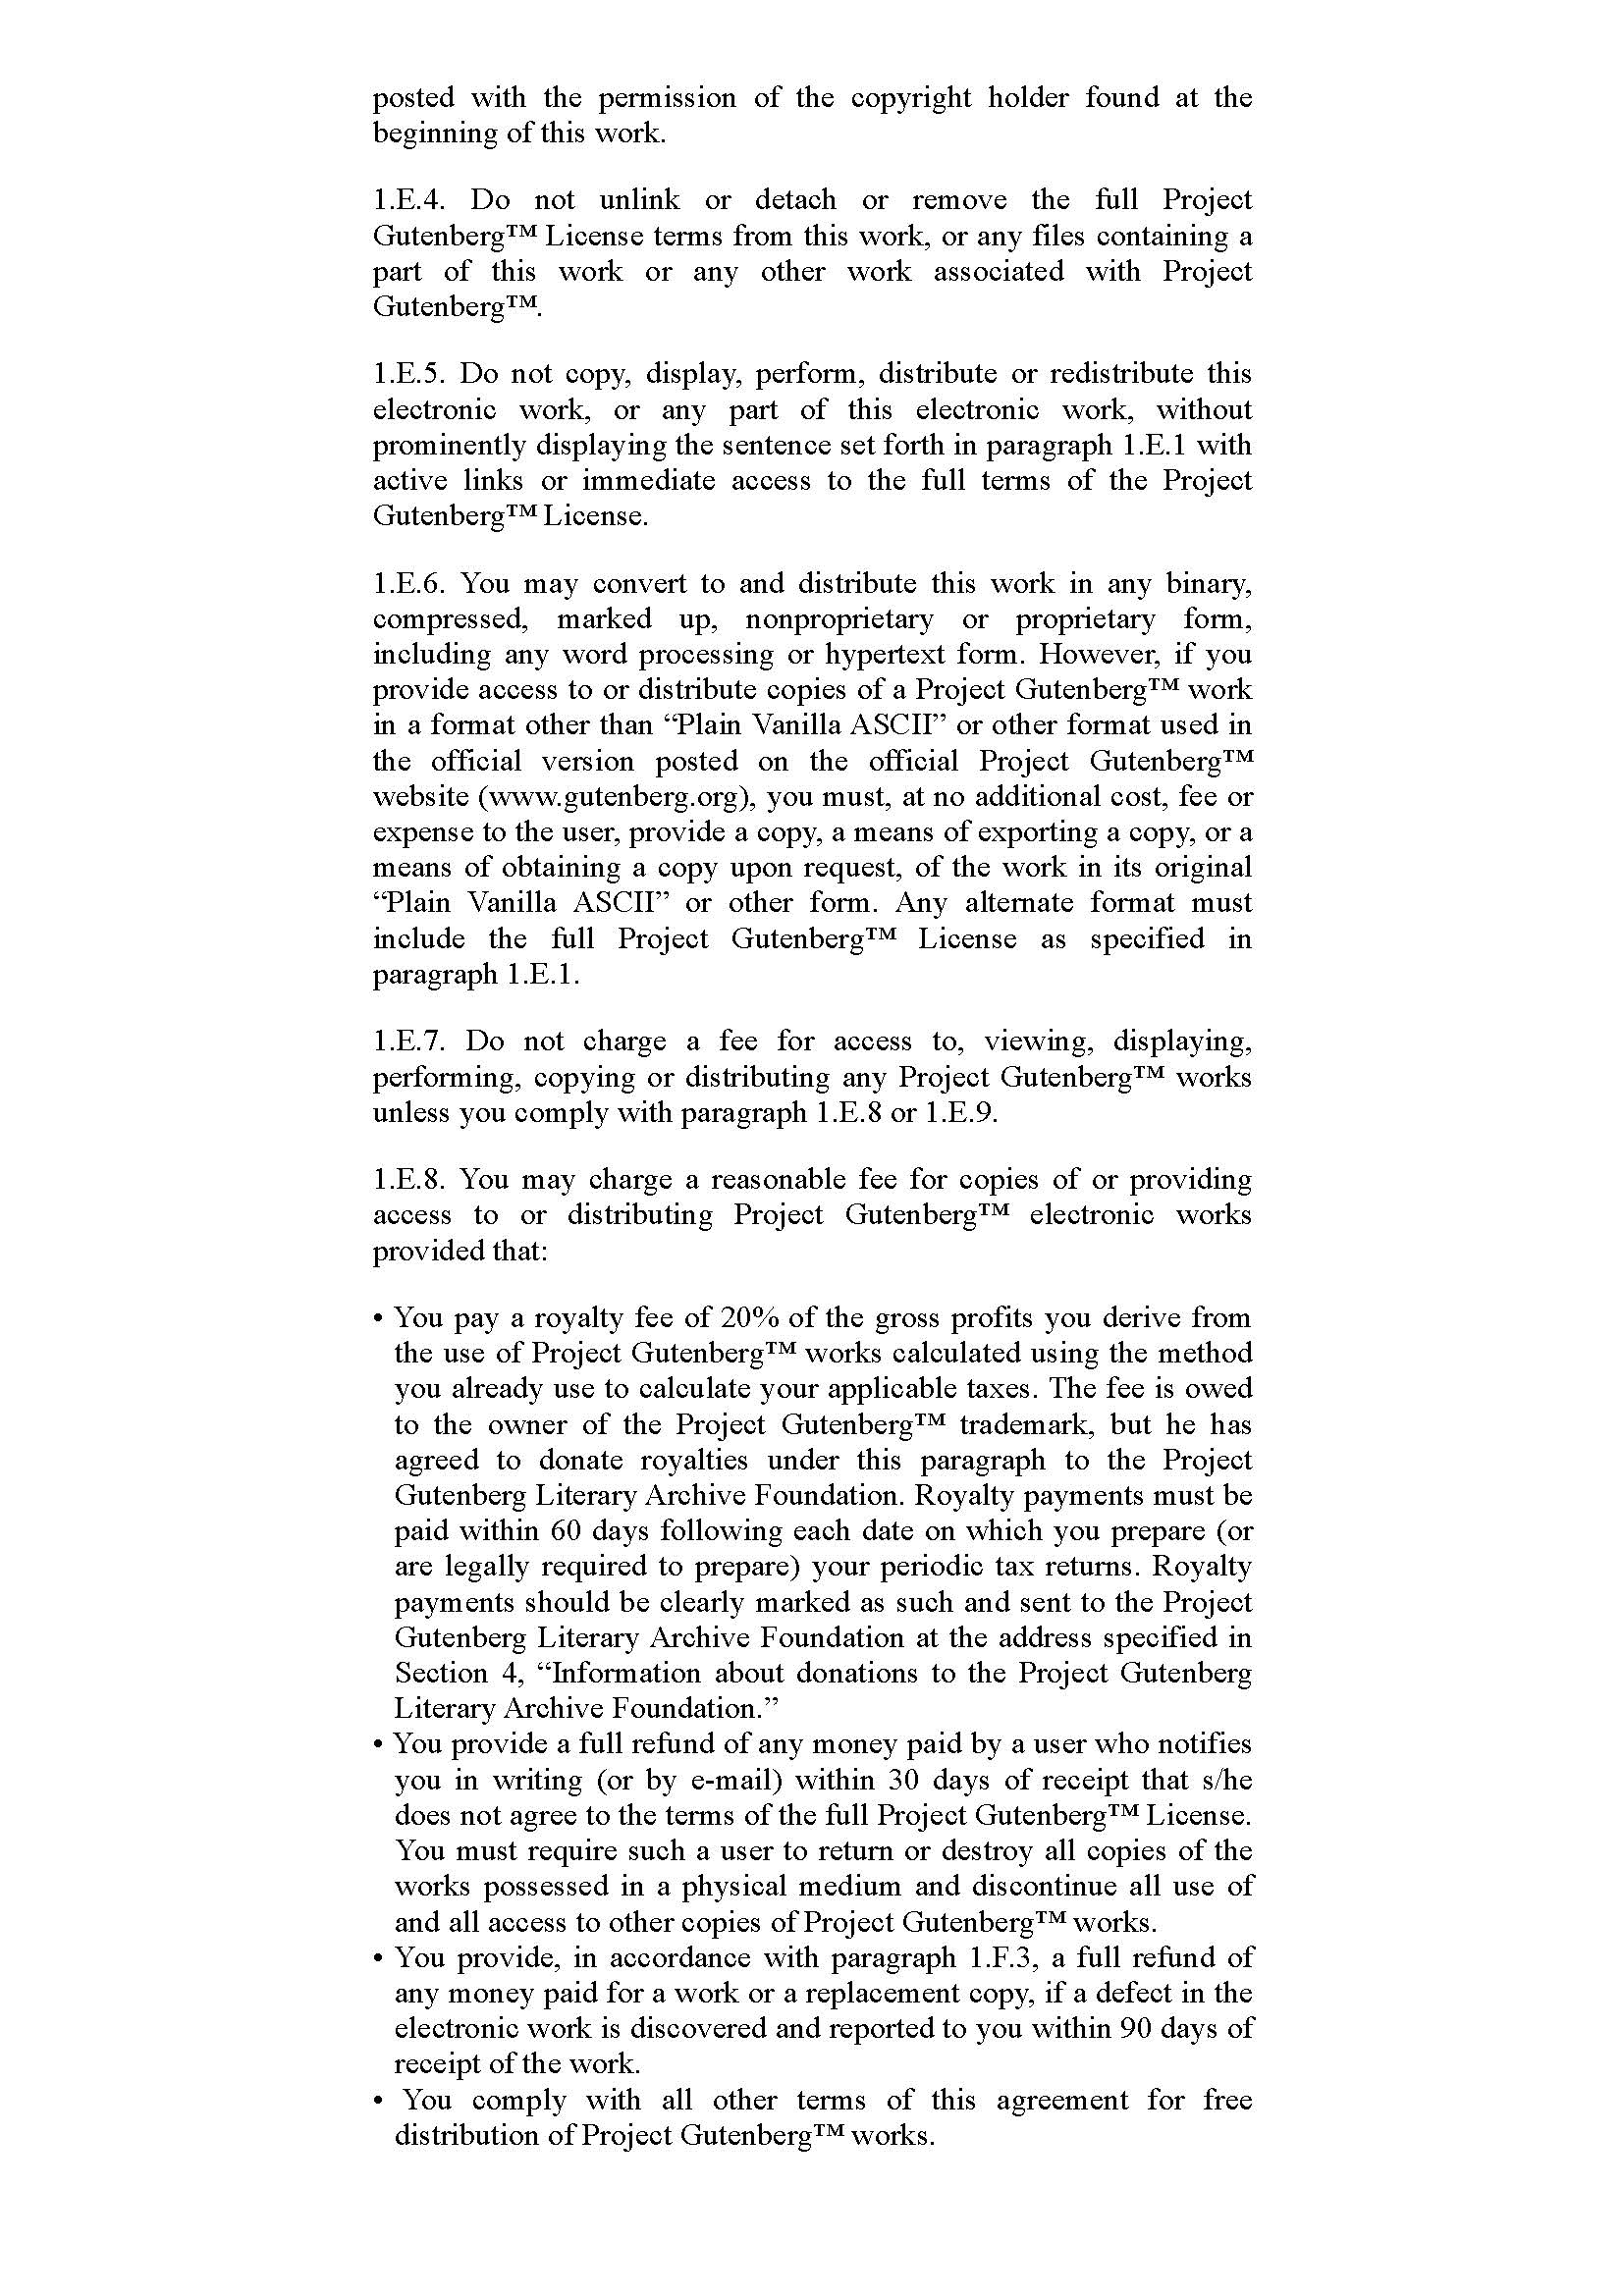 posted with the permission of the copyright holder found at the
beginning of this work.
1.E.4. Do not unlink or detach or remove the full Project
Gutenberg™ License terms from this work, or any files containing a
part of this work or any other work associated with Project
Gutenberg™.
1.E.5. Do not copy, display, perform, distribute or redistribute this
electronic work, or any part of this electronic work, without
prominently displaying the sentence set forth in paragraph 1.E.1 with
active links or immediate access to the full terms of the Project
Gutenberg™ License.
1.E.6. You may convert to and distribute this work in any binary,
compressed, marked up, nonproprietary or proprietary form,
including any word processing or hypertext form. However, if you
provide access to or distribute copies of a Project Gutenberg™ work
in a format other than “Plain Vanilla ASCII” or other format used in
the official version posted on the official Project Gutenberg™
website (www.gutenberg.org), you must, at no additional cost, fee or
expense to the user, provide a copy, a means of exporting a copy, or a
means of obtaining a copy upon request, of the work in its original
“Plain Vanilla ASCII” or other form. Any alternate format must
include the full Project Gutenberg™ License as specified in
paragraph 1.E.1.
1.E.7. Do not charge a fee for access to, viewing, displaying,
performing, copying or distributing any Project Gutenberg™ works
unless you comply with paragraph 1.E.8 or 1.E.9.
1.E.8. You may charge a reasonable fee for copies of or providing
access to or distributing Project Gutenberg™ electronic works
provided that:
• You pay a royalty fee of 20% of the gross profits you derive from
the use of Project Gutenberg™ works calculated using the method
you already use to calculate your applicable taxes. The fee is owed
to the owner of the Project Gutenberg™ trademark, but he has
agreed to donate royalties under this paragraph to the Project
Gutenberg Literary Archive Foundation. Royalty payments must be
paid within 60 days following each date on which you prepare (or
are legally required to prepare) your periodic tax returns. Royalty
payments should be clearly marked as such and sent to the Project
Gutenberg Literary Archive Foundation at the address specified in
Section 4, “Information about donations to the Project Gutenberg
Literary Archive Foundation.”
• You provide a full refund of any money paid by a user who notifies
you in writing (or by e-mail) within 30 days of receipt that s/he
does not agree to the terms of the full Project Gutenberg™ License.
You must require such a user to return or destroy all copies of the
works possessed in a physical medium and discontinue all use of
and all access to other copies of Project Gutenberg™ works.
• You provide, in accordance with paragraph 1.F.3, a full refund of
any money paid for a work or a replacement copy, if a defect in the
electronic work is discovered and reported to you within 90 days of
receipt of the work.
• You comply with all other terms of this agreement for free
distribution of Project Gutenberg™ works.